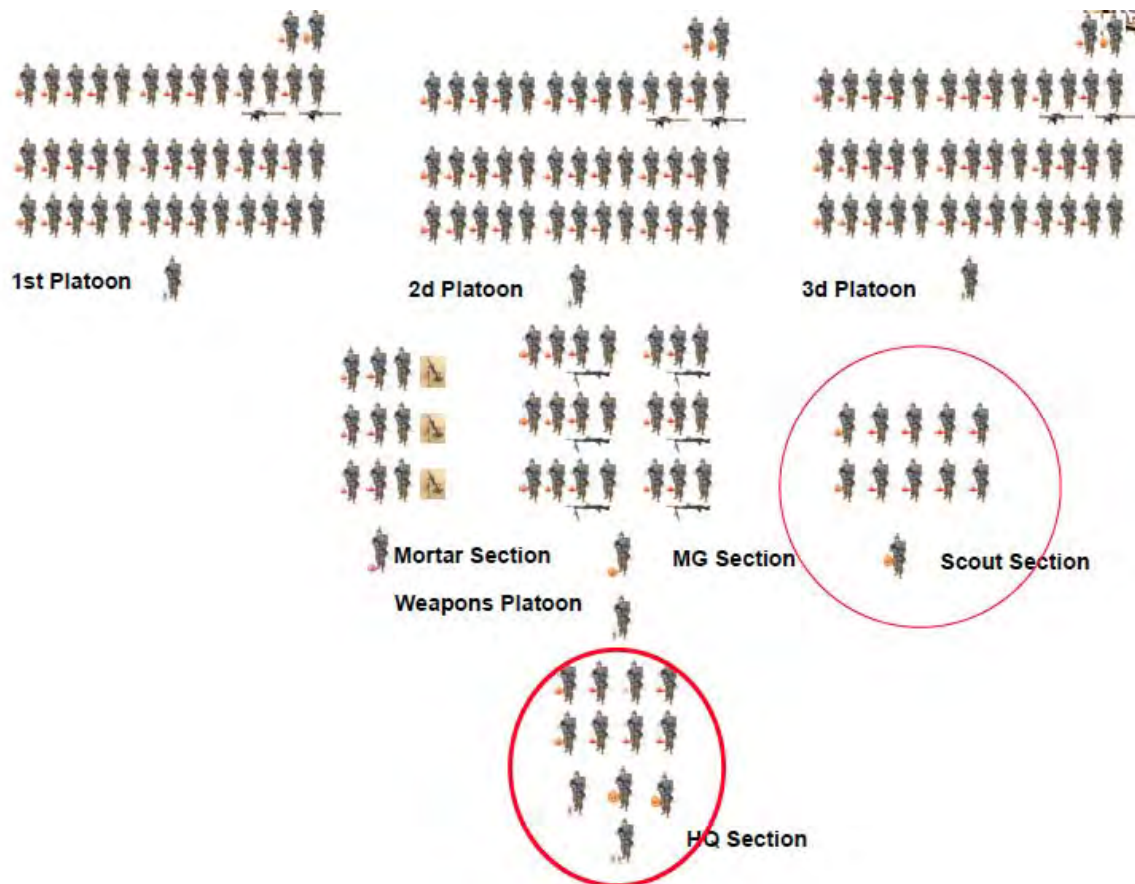 1st Platoon
2d Platoon
3d Platoon
Mortar Section
MG Section
Scout Section
Weapons Platoon
HQ Section